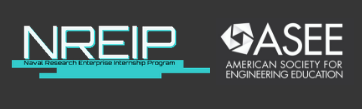 NREIP
Naval Research Enterprise Internship Program
ASEE
AMERICAN SOCIETY FOR
ENGINEERING EDUCATION